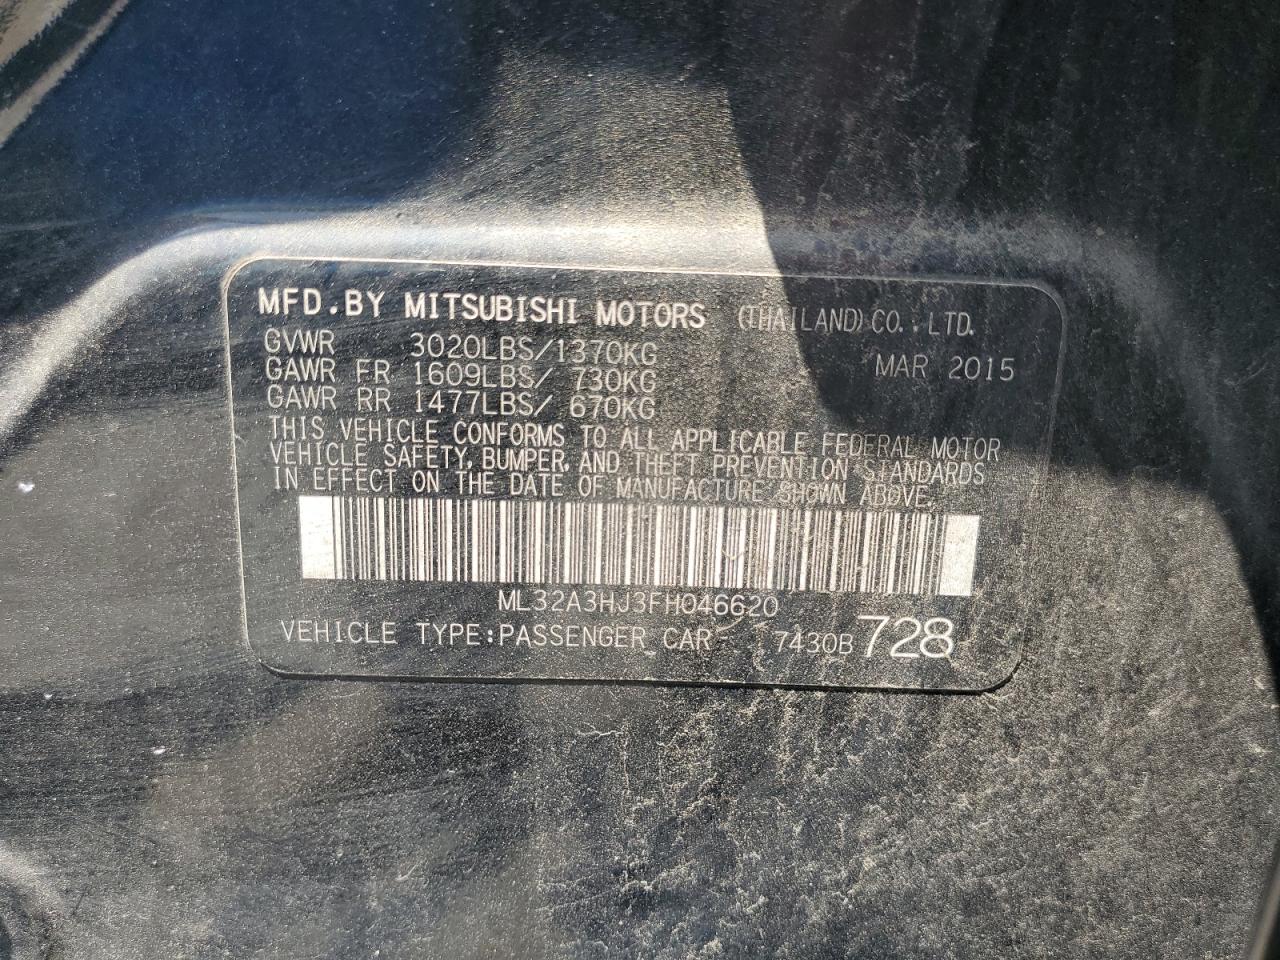 MFD.BY MITSUBISHI MOTORS (THAILAND) CO.,LTD.
GVWR 3020LBS/1370KG MAR 2015
GAWR FR 1609LBS/ 730KG
GAWR RR 1477LBS/ 670KG
THIS VEHICLE CONFORMS TO ALL APPLICABLE FEDERAL MOTOR
VEHICLE SAFETY, BUMPER, AND THEFT PREVENTION STANDARDS
IN EFFECT ON THE DATE OF MANUFACTURE SHOWN ABOVE.
ML32A3HJ3FH046620
VEHICLE TYPE:PASSENGER CAR 7430B 728